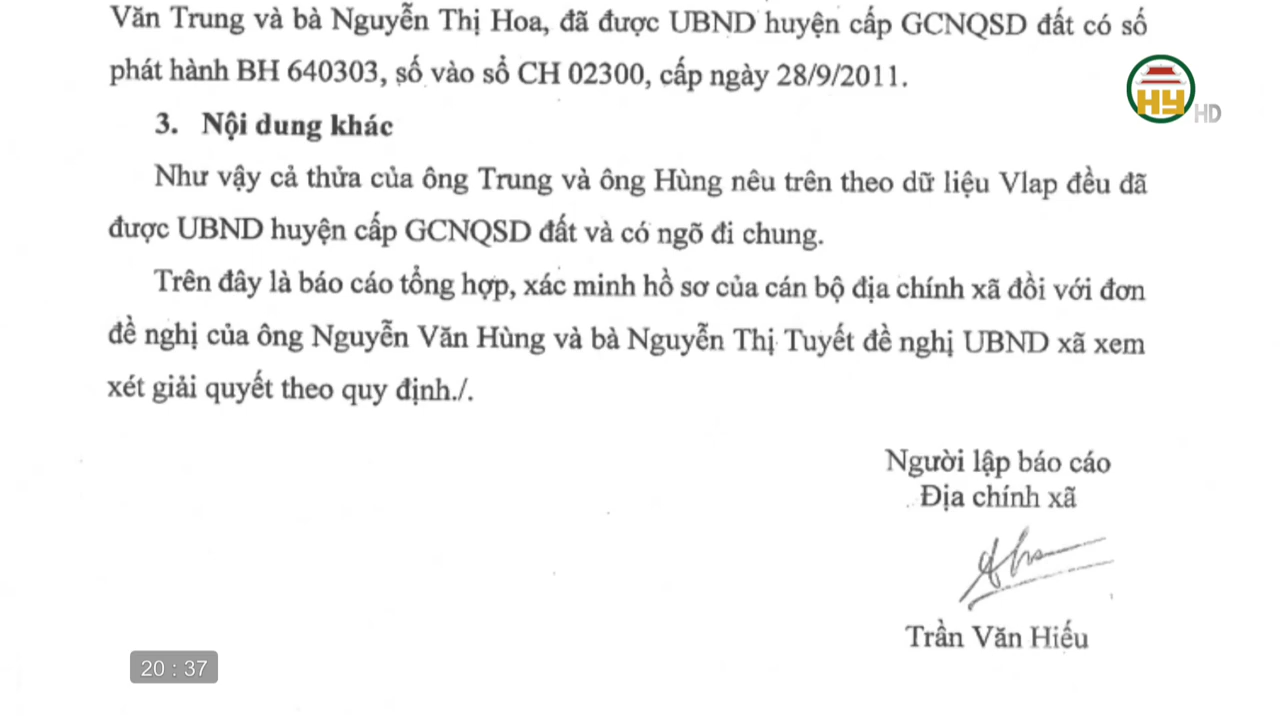 Văn Trung và bà Nguyễn Thị Hoa, đã được UBND huyện cấp GCNQSD đất có số
phát hành BH 640303, số vào sổ CH 02300, cấp ngày 28/9/2011.
3. Nội dung khác
Như vậy cả thửa của ông Trung và ông Hùng nêu trên theo dữ liệu Vlap đều đã
được UBND huyện cấp GCNQSD đất và có ngõ đi chung.
Trên đây là báo cáo tổng hợp, xác minh hồ sơ của cán bộ địa chính xã đồi với đơn
đề nghị của ông Nguyễn Văn Hùng và bà Nguyễn Thị Tuyết đề nghị UBND xã xem
xét giải quyết theo quy định./.
Người lập báo cáo
Địa chính xã
Trần Văn Hiếu
HY HD
20 : 37